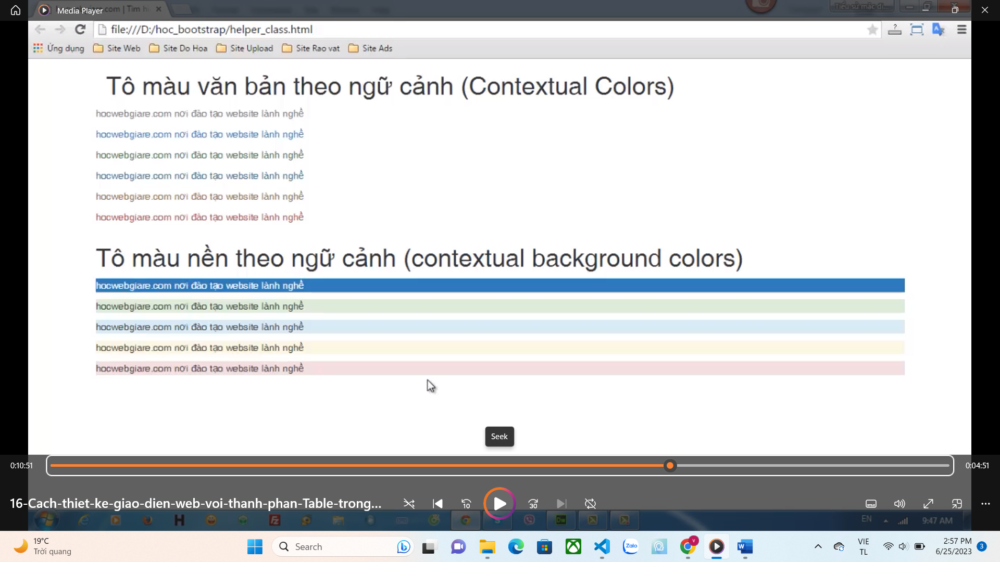 Media Player
file:///D:/hoc_bootstrap/helper_class.html
Ứng dụng Site Web Site Do Hoa Site Upload Site Rao vat Site Ads
Tô màu văn bản theo ngữ cảnh (Contextual Colors)
hocwebgiare.com nơi đào tạo website lành nghề
hocwebgiare.com nơi đào tạo website lành nghề
hocwebgiare.com nơi đào tạo website lành nghề
hocwebgiare.com nơi đào tạo website lành nghề
hocwebgiare.com nơi đào tạo website lành nghề
hocwebgiare.com nơi đào tạo website lành nghề
Tô màu nền theo ngữ cảnh (contextual background colors)
hocwebgiare.com nơi đào tạo website lành nghề
hocwebgiare.com nơi đào tạo website lành nghề
hocwebgiare.com nơi đào tạo website lành nghề
hocwebgiare.com nơi đào tạo website lành nghề
hocwebgiare.com nơi đào tạo website lành nghề
Seek
0:10:51 0:04:51
16-Cach-thiet-ke-giao-dien-web-voi-thanh-phan-Table-trong...
10 30
EN 9:47 AM
19°C
Trời quang
Search
Zalo
VIE
TL
2:57 PM
6/25/2023
3